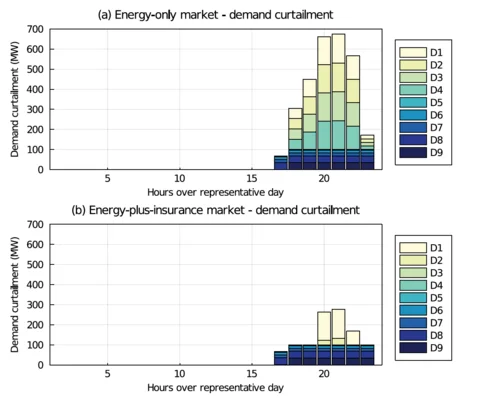 (a) Energy-only market - demand curtailment
Demand curtailment (MW)
700
600
500
400
300
200
100
0
5
10
15
20
Hours over representative day
D1
D2
D3
D4
D5
D6
D7
D8
D9
(b) Energy-plus-insurance market - demand curtailment
Demand curtailment (MW)
700
600
500
400
300
200
100
0
5
10
15
20
Hours over representative day
D1
D2
D3
D4
D5
D6
D7
D8
D9